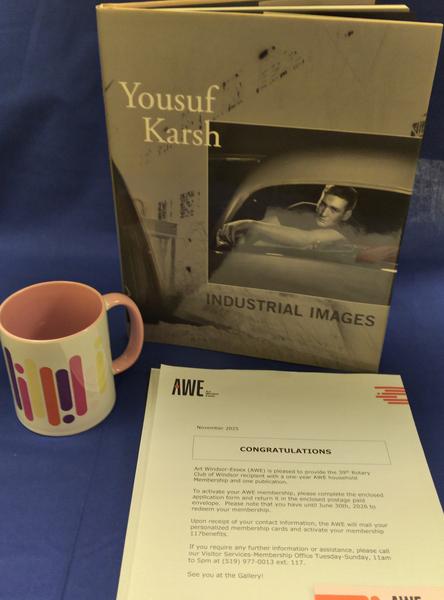 Yousuf
Karsh
INDUSTRIAL IMAGES
AWE
November 2025
CONGRATULATIONS
Art Windsor-Essex (AWE) is pleased to provide the 39th Rotary
Club of Windsor recipient with a one-year AWE household
Membership and one publication.
To activate your AWE membership, please complete the enclosed
application form and return it in the enclosed postage paid
envelope. Please note that you have until June 30th, 2026 to
redeem your membership.
Upon receipt of your contact information, the AWE will mail your
personalized membership cards and activate your membership
117benefits.
If you require any further information or assistance, please call
our Visitor Services-Membership Office Tuesday-Sunday, 11am
to 5pm at (519) 977-0013 ext. 117.
See you at the Gallery!
AWE